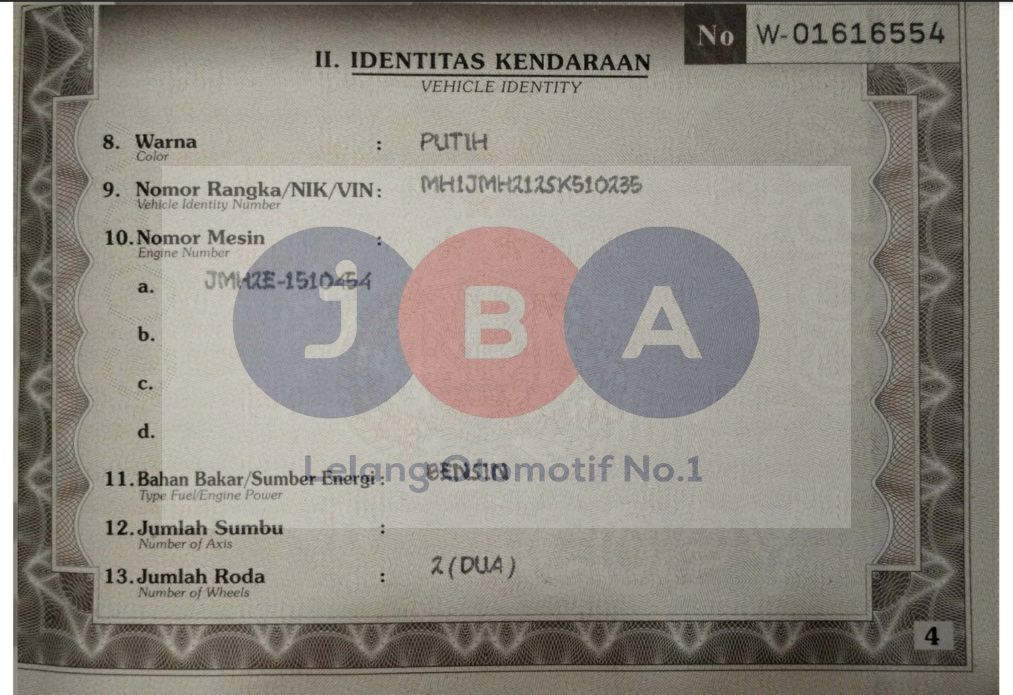 No W-01616554
II. IDENTITAS KENDARAAN
VEHICLE IDENTITY
8. Warna : PUTIH
Color
9. Nomor Rangka/NIK/VIN: MH1JMH212SK510235
Vehicle Identity Number
10. Nomor Mesin :
Engine Number
a. JMH2E-1510454
b.
c.
d.
jBA
Lelang Otomotif No.1
11. Bahan Bakar/Sumber Energi : BENSIN
Type Fuel/Engine Power
12. Jumlah Sumbu :
Number of Axis
13. Jumlah Roda : 2 (DUA)
Number of Wheels
4